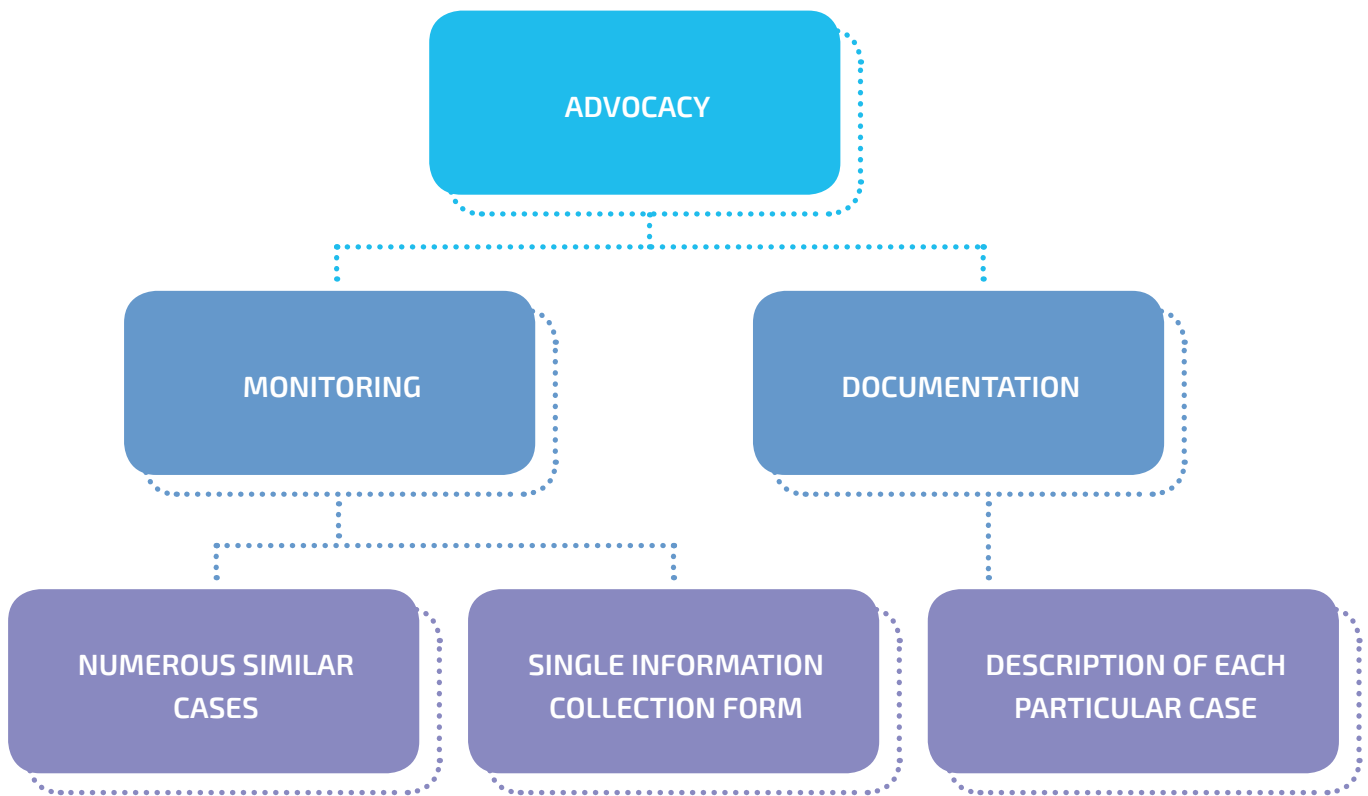 ADVOCACY
MONITORING
DOCUMENTATION
NUMEROUS SIMILAR
CASES
SINGLE INFORMATION
COLLECTION FORM
DESCRIPTION OF EACH
PARTICULAR CASE